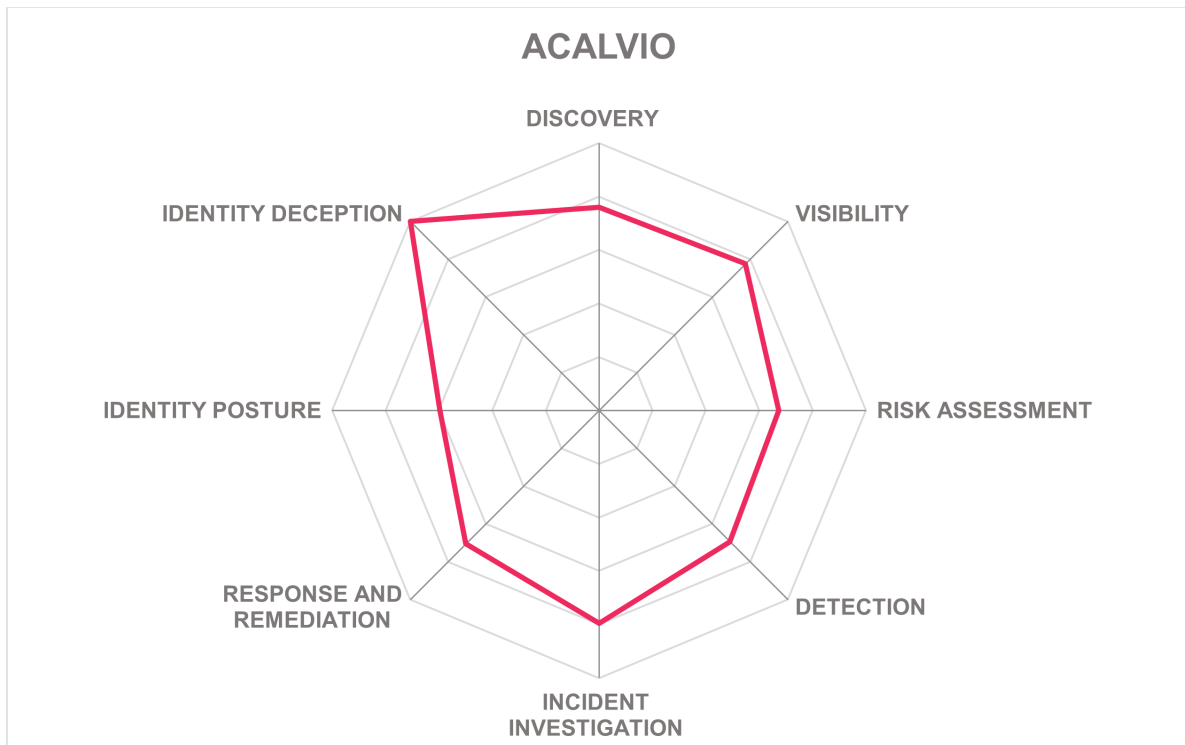 ACALVIO
DISCOVERY
IDENTITY DECEPTION
VISIBILITY
IDENTITY POSTURE
RISK ASSESSMENT
RESPONSE AND
REMEDIATION
DETECTION
INCIDENT
INVESTIGATION